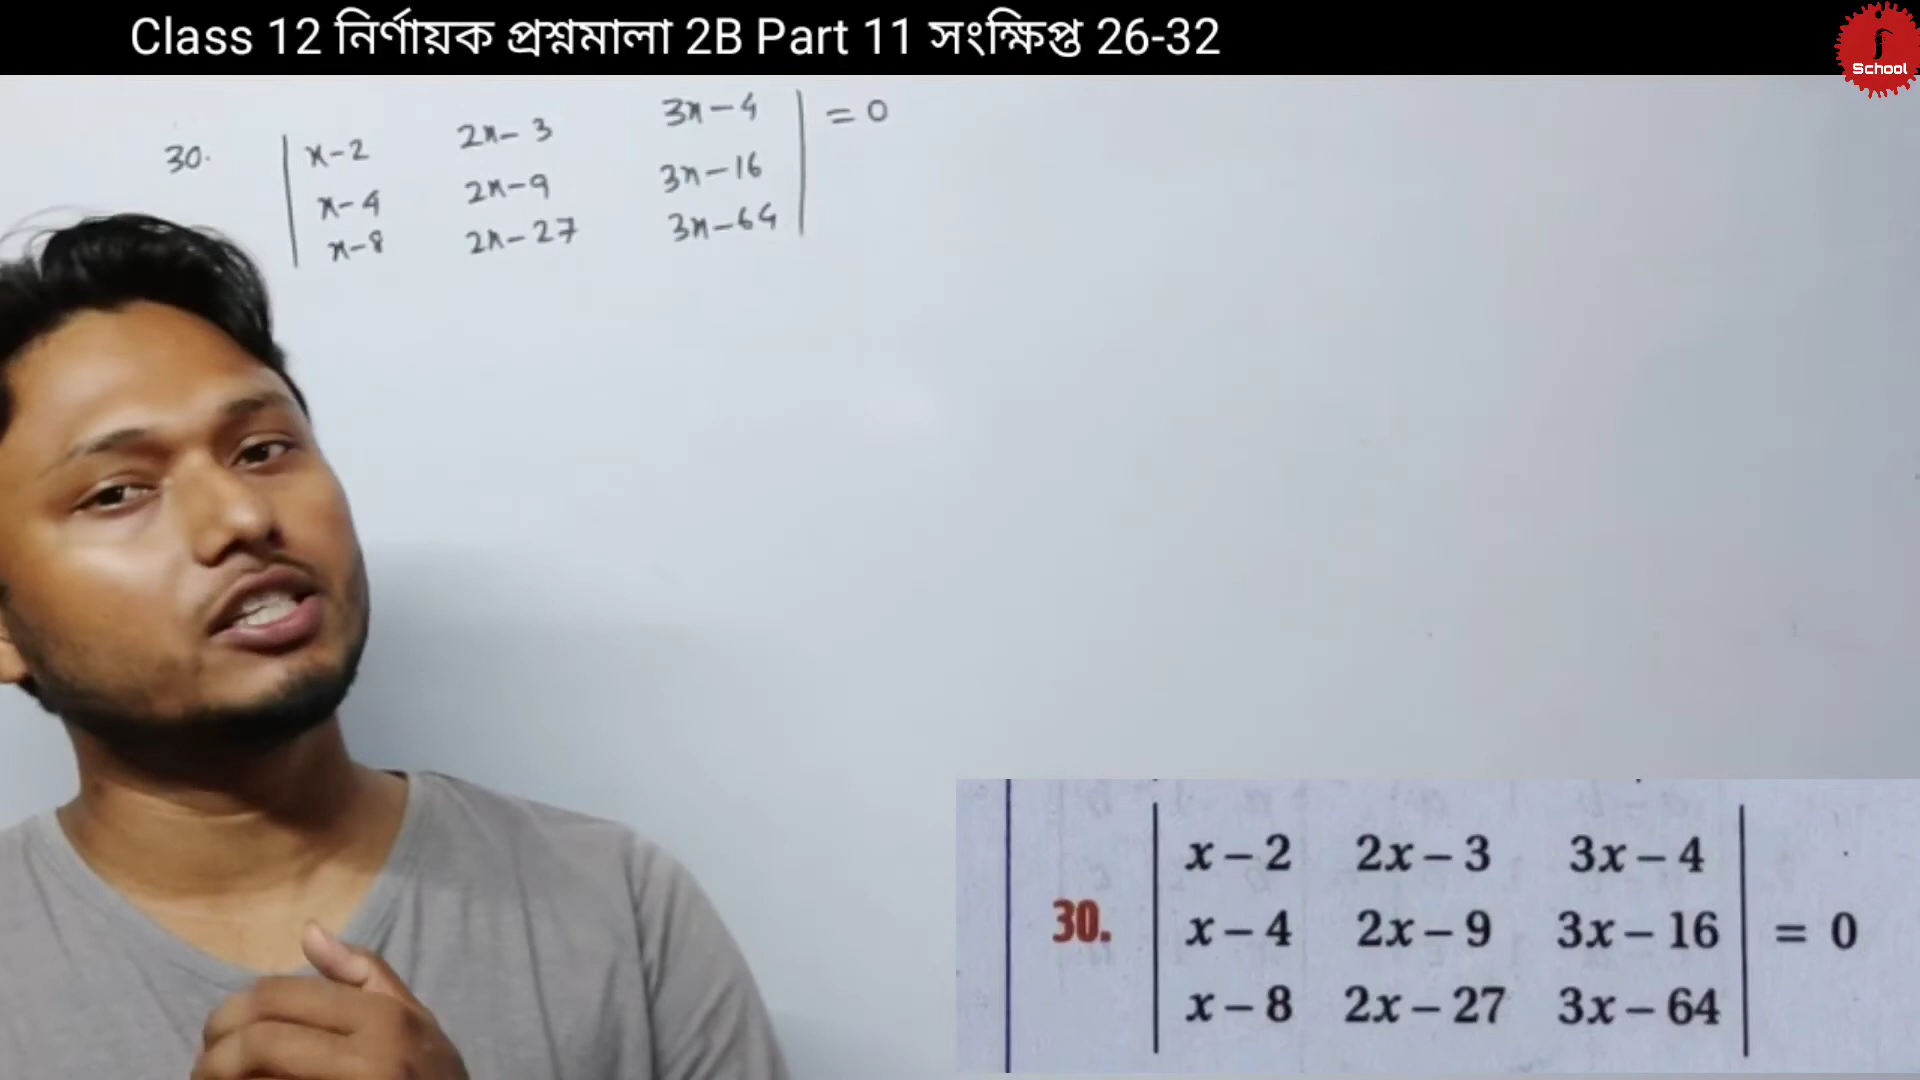 Class 12 নির্ণায়ক প্রশ্নমালা 2B Part 11 সংক্ষিপ্ত 26-32
School
30. | x-2 2x-3 3x-4 | = 0
x-4 2x-9 3x-16
x-8 2x-27 3x-64
x – 2 2x – 3 3x – 4
30. x – 4 2x – 9 3x – 16 = 0
x – 8 2x – 27 3x – 64